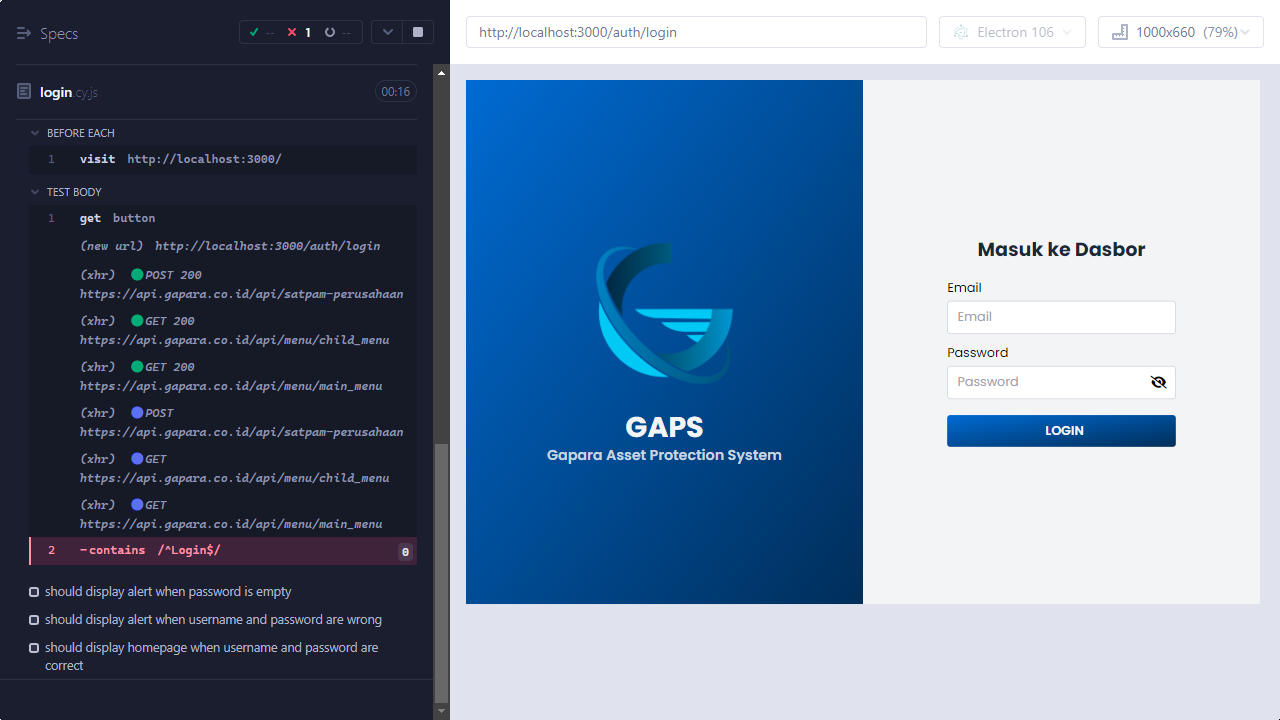 Specs
-- 1 --
http://localhost:3000/auth/login
Electron 106
1000x660 (79%)
login.cy.js
00:16
BEFORE EACH
1 visit http://localhost:3000/
TEST BODY
1 get button
(new url) http://localhost:3000/auth/login
(xhr) POST 200
https://api.gapara.co.id/api/satpam-perusahaan
(xhr) GET 200
https://api.gapara.co.id/api/menu/child_menu
(xhr) GET 200
https://api.gapara.co.id/api/menu/main_menu
(xhr) POST
https://api.gapara.co.id/api/satpam-perusahaan
(xhr) GET
https://api.gapara.co.id/api/menu/child_menu
(xhr) GET
https://api.gapara.co.id/api/menu/main_menu
2 -contains /^Login$/ 0
should display alert when password is empty
should display alert when username and password are wrong
should display homepage when username and password are
correct
GAPS
Gapara Asset Protection System
Masuk ke Dasbor
Email
Email
Password
Password
LOGIN